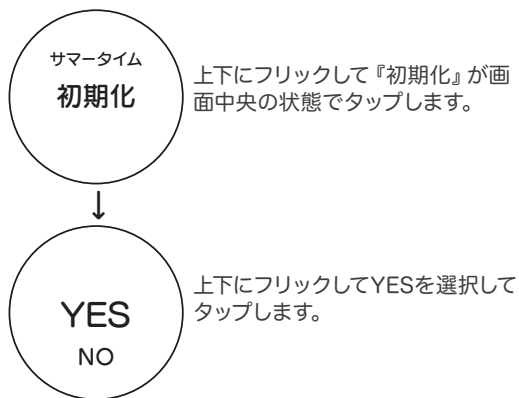 サマータイム
初期化
上下にフリックして『初期化』が画
面中央の状態でタップします。
↓
YES
NO
上下にフリックしてYESを選択して
タップします。